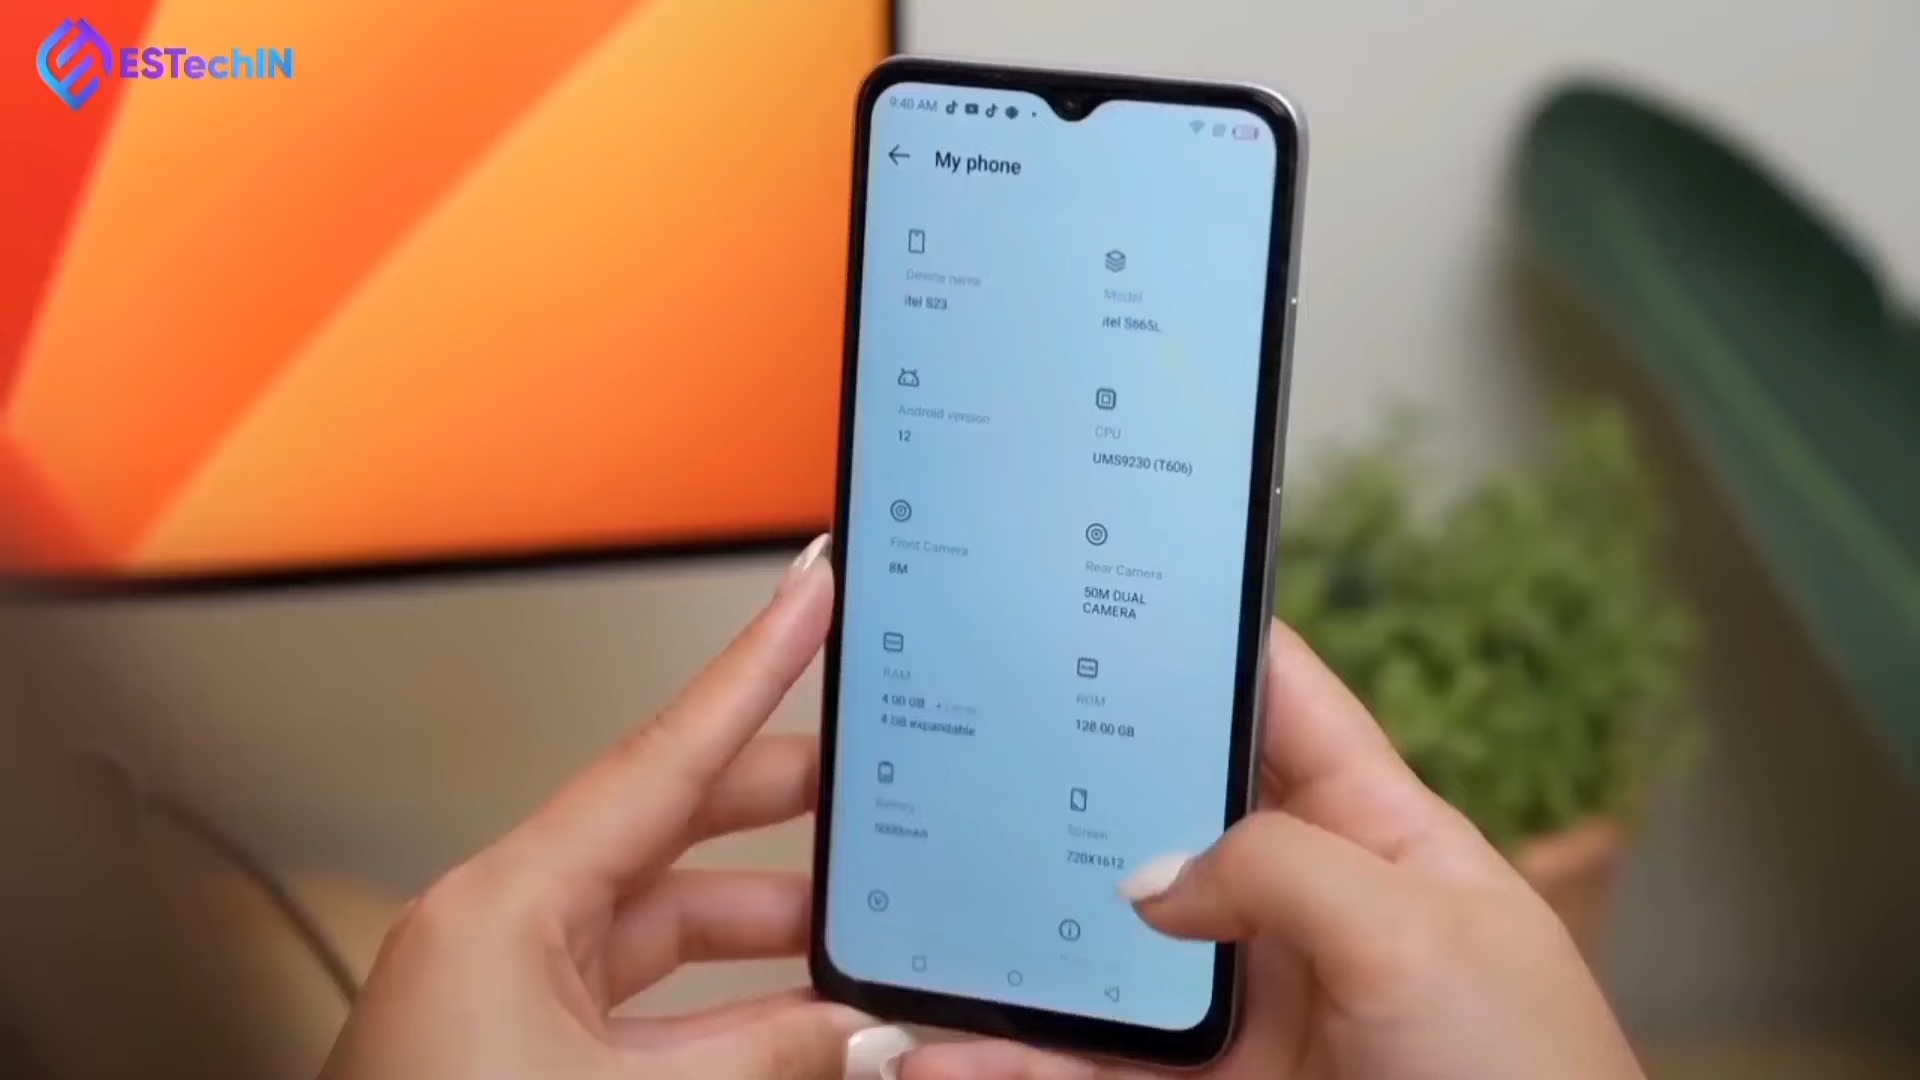 ESTechIN
9:40 AM
My phone
Device name
itel S23
Model
itel S665L
Android version
12
CPU
UMS9230 (T606)
Front Camera
8M
Rear Camera
50M DUAL
CAMERA
RAM
4.00 GB
4 GB expandable
ROM
128.00 GB
Battery
5000mAh
Screen
720X1612